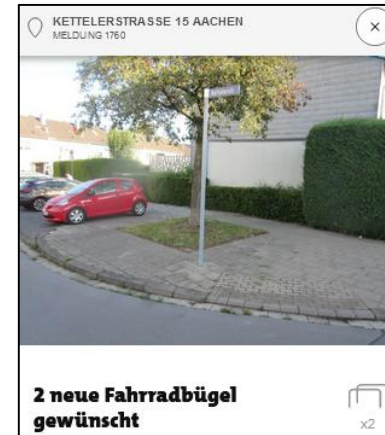 KETTELERSTRASSE 15 AACHEN
MELDUNG 1760
2 neue Fahrradbügel
gewünscht
x2